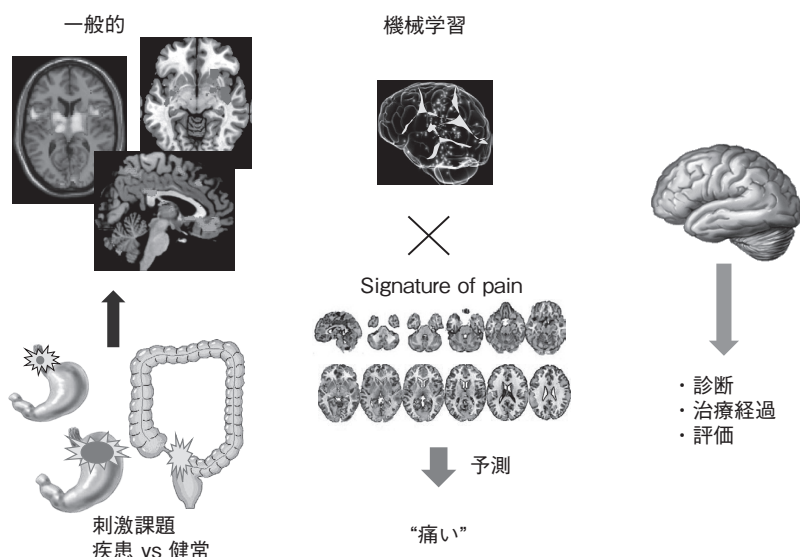 一般的
機械学習
Signature of pain
予測
“痛い”
刺激課題
疾患 vs 健常
・診断
・治療経過
・評価